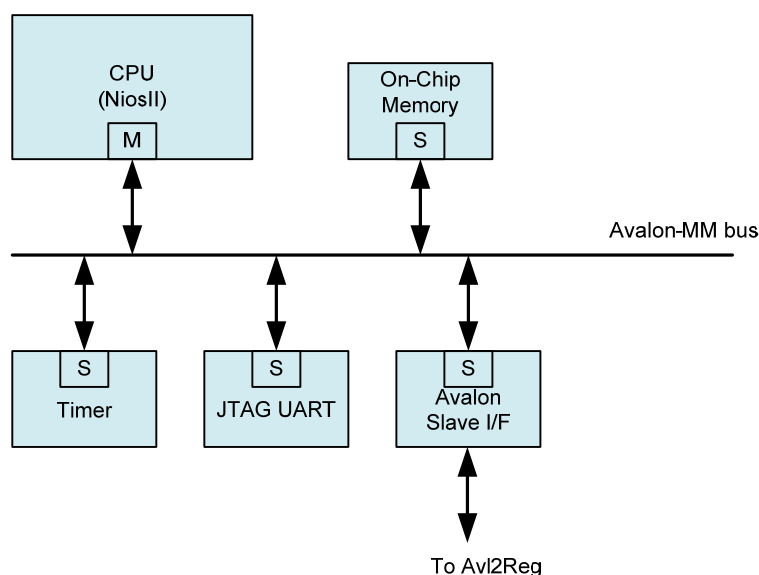 CPU
(NiosII)
M
On-Chip
Memory
S
Avalon-MM bus
S
Timer
S
JTAG UART
S
Avalon
Slave I/F
To Avl2Reg